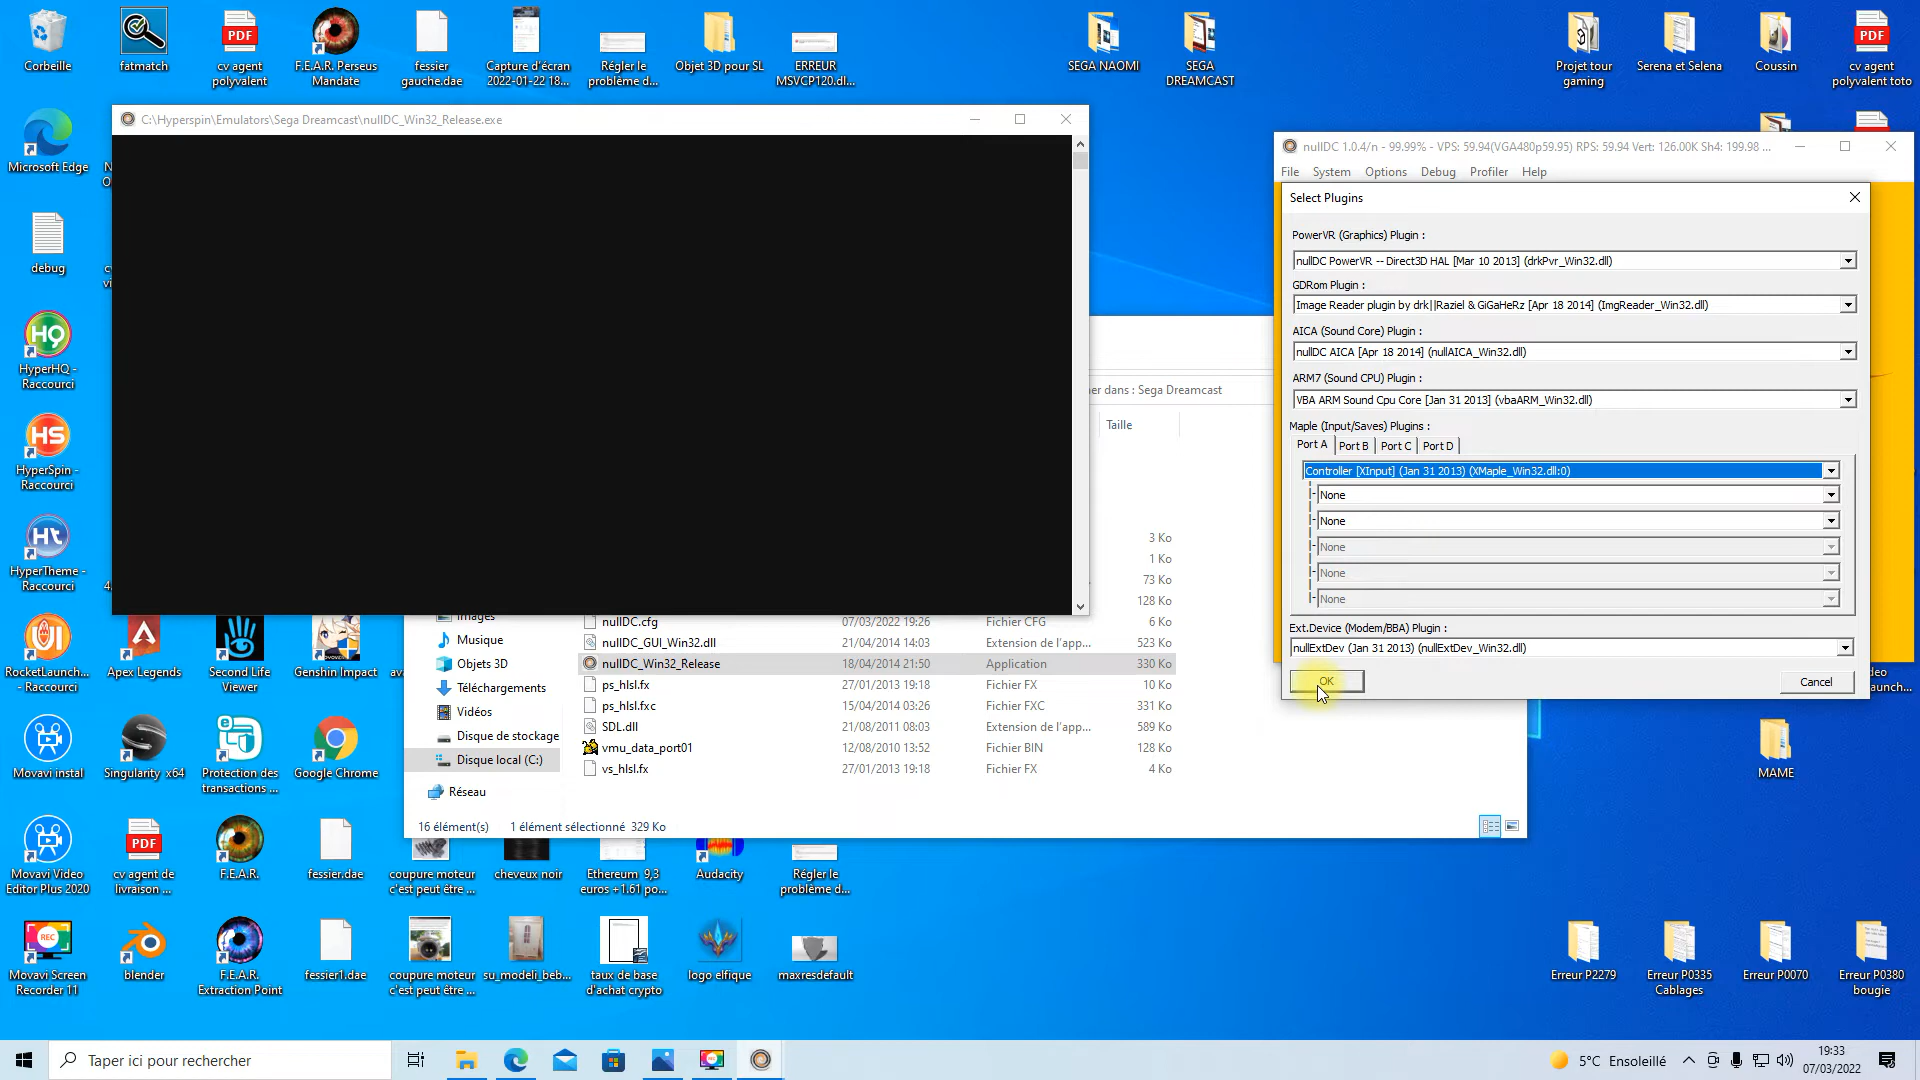 Corbeille
fatmatch
cv agent
polyvalent
F.E.A.R. Perseus
Mandate
fessier
gauche.dae
Capture d'écran
2022-01-22 18...
Régler le
problème d...
Objet 3D pour SL
ERREUR
MSVCP120.dl...
SEGA NAOMI
SEGA
DREAMCAST
Projet tour
gaming
Serena et Selena
Coussin
cv agent
polyvalent toto
Microsoft Edge
debug
HyperHQ -
Raccourci
HyperSpin -
Raccourci
HyperTheme -
Raccourci
RocketLaunch...
- Raccourci
Apex Legends
Second Life
Viewer
Genshin Impact
Movavi instal
Singularity x64
Protection des
transactions ...
Google Chrome
Movavi Video
Editor Plus 2020
cv agent de
livraison ...
F.E.A.R.
fessier.dae
coupure moteur
c'est peut être ...
cheveux noir
Ethereum 9,3
euros +1.61 po...
Audacity
Régler le
problème d...
Movavi Screen
Recorder 11
blender
F.E.A.R.
Extraction Point
fessier1.dae
coupure moteur
c'est peut être ...
su_modeli_beb...
taux de base
d'achat crypto
logo elfique
maxresdefault
MAME
Erreur P2279
Erreur P0335
Cablages
Erreur P0070
Erreur P0380
bougie
C:\Hyperspin\Emulators\Sega Dreamcast\nullDC_Win32_Release.exe
er dans : Sega Dreamcast
Taille
3 Ko
1 Ko
73 Ko
128 Ko
Images
Musique
Objets 3D
Téléchargements
Vidéos
Disque de stockage
Disque local (C:)
Réseau
nullDC.cfg 07/03/2022 19:26 Fichier CFG 6 Ko
nullDC_GUI_Win32.dll 21/04/2014 14:03 Extension de l'app... 523 Ko
nullDC_Win32_Release 18/04/2014 21:50 Application 330 Ko
ps_hlsl.fx 27/01/2013 19:18 Fichier FX 10 Ko
ps_hlsl.fxc 15/04/2014 03:26 Fichier FXC 331 Ko
SDL.dll 21/08/2011 08:03 Extension de l'app... 589 Ko
vmu_data_port01 12/08/2010 13:52 Fichier BIN 128 Ko
vs_hlsl.fx 27/01/2013 19:18 Fichier FX 4 Ko
16 élément(s) 1 élément sélectionné 329 Ko
nullDC 1.0.4/n - 99.99% - VPS: 59.94(VGA480p59.95) RPS: 59.94 Vert: 126.00K Sh4: 199.98 ...
File System Options Debug Profiler Help
Select Plugins
PowerVR (Graphics) Plugin :
nullDC PowerVR -- Direct3D HAL [Mar 10 2013] (drkPvr_Win32.dll)
GDRom Plugin :
Image Reader plugin by drk||Raziel & GiGaHeRz [Apr 18 2014] (ImgReader_Win32.dll)
AICA (Sound Core) Plugin :
nullDC AICA [Apr 18 2014] (nullAICA_Win32.dll)
ARM7 (Sound CPU) Plugin :
VBA ARM Sound Cpu Core [Jan 31 2013] (vbaARM_Win32.dll)
Maple (Input/Saves) Plugins :
Port A Port B Port C Port D
Controller [XInput] (Jan 31 2013) (XMaple_Win32.dll:0)
None
None
None
None
None
Ext.Device (Modem/BBA) Plugin :
nullExtDev (Jan 31 2013) (nullExtDev_Win32.dll)
OK Cancel
Taper ici pour rechercher
5°C Ensoleillé
19:33
07/03/2022